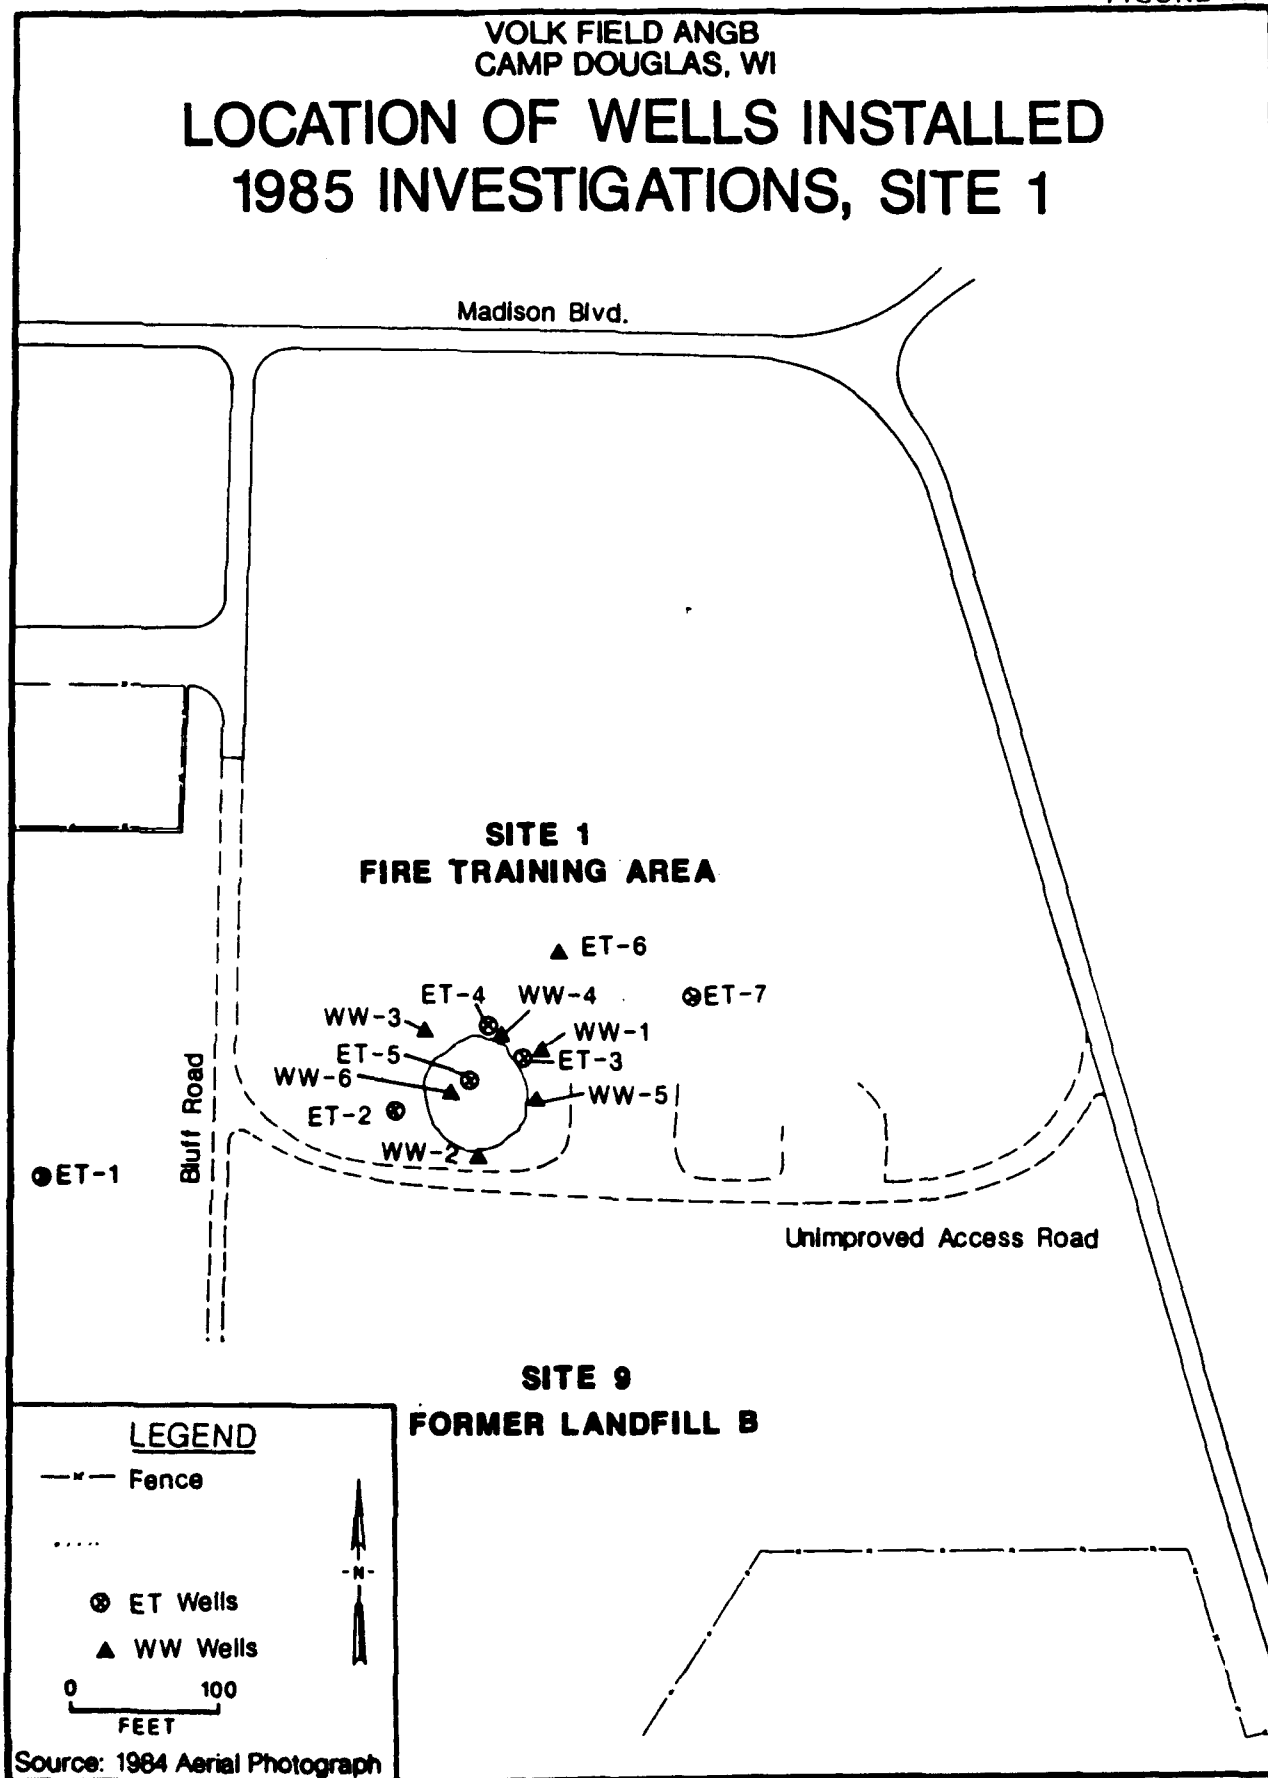 VOLK FIELD ANGB
CAMP DOUGLAS, WI
LOCATION OF WELLS INSTALLED
1985 INVESTIGATIONS, SITE 1
Madison Blvd.
SITE 1
FIRE TRAINING AREA
ET-6
ET-4
WW-4
ET-7
WW-3
WW-1
ET-5
ET-3
WW-6
WW-5
ET-2
WW-2
Bluff Road
ET-1
Unimproved Access Road
SITE 9
FORMER LANDFILL B
LEGEND
Fence
-N-
ET Wells
WW Wells
0 100
FEET
Source: 1984 Aerial Photograph